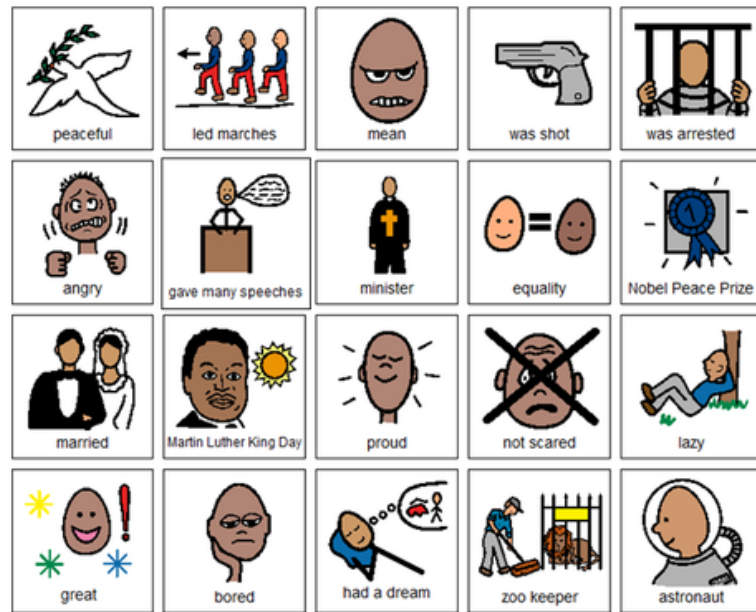 peaceful
led marches
mean
was shot
was arrested
angry
gave many speeches
minister
equality
1
Nobel Peace Prize
married
Martin Luther King Day
proud
not scared
lazy
great
bored
had a dream
zoo keeper
astronaut